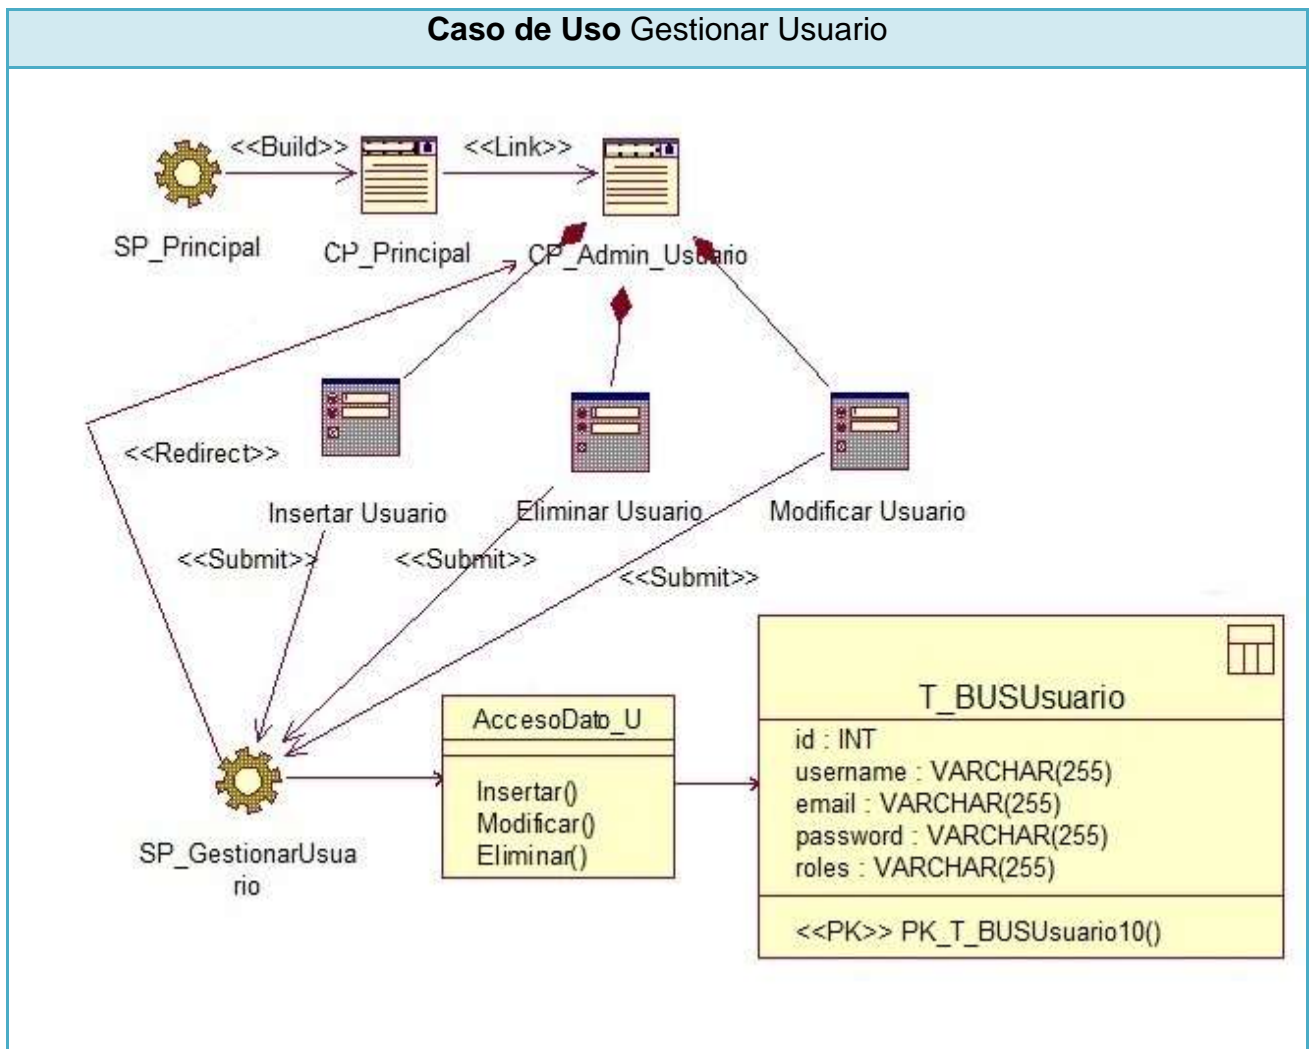 Caso de Uso Gestionar Usuario
<<Build>>
<<Link>>
SP_Principal
CP_Principal
CP_Admin_Usuario
<<Redirect>>
Insertar Usuario
Eliminar Usuario
Modificar Usuario
<<Submit>>
<<Submit>>
<<Submit>>
T_BUSUsuario
id : INT
username : VARCHAR(255)
email : VARCHAR(255)
password : VARCHAR(255)
roles : VARCHAR(255)
<<PK>> PK_T_BUSUsuario10()
AccesoDato_U
Insertar()
Modificar()
Eliminar()
SP_GestionarUsua
rio